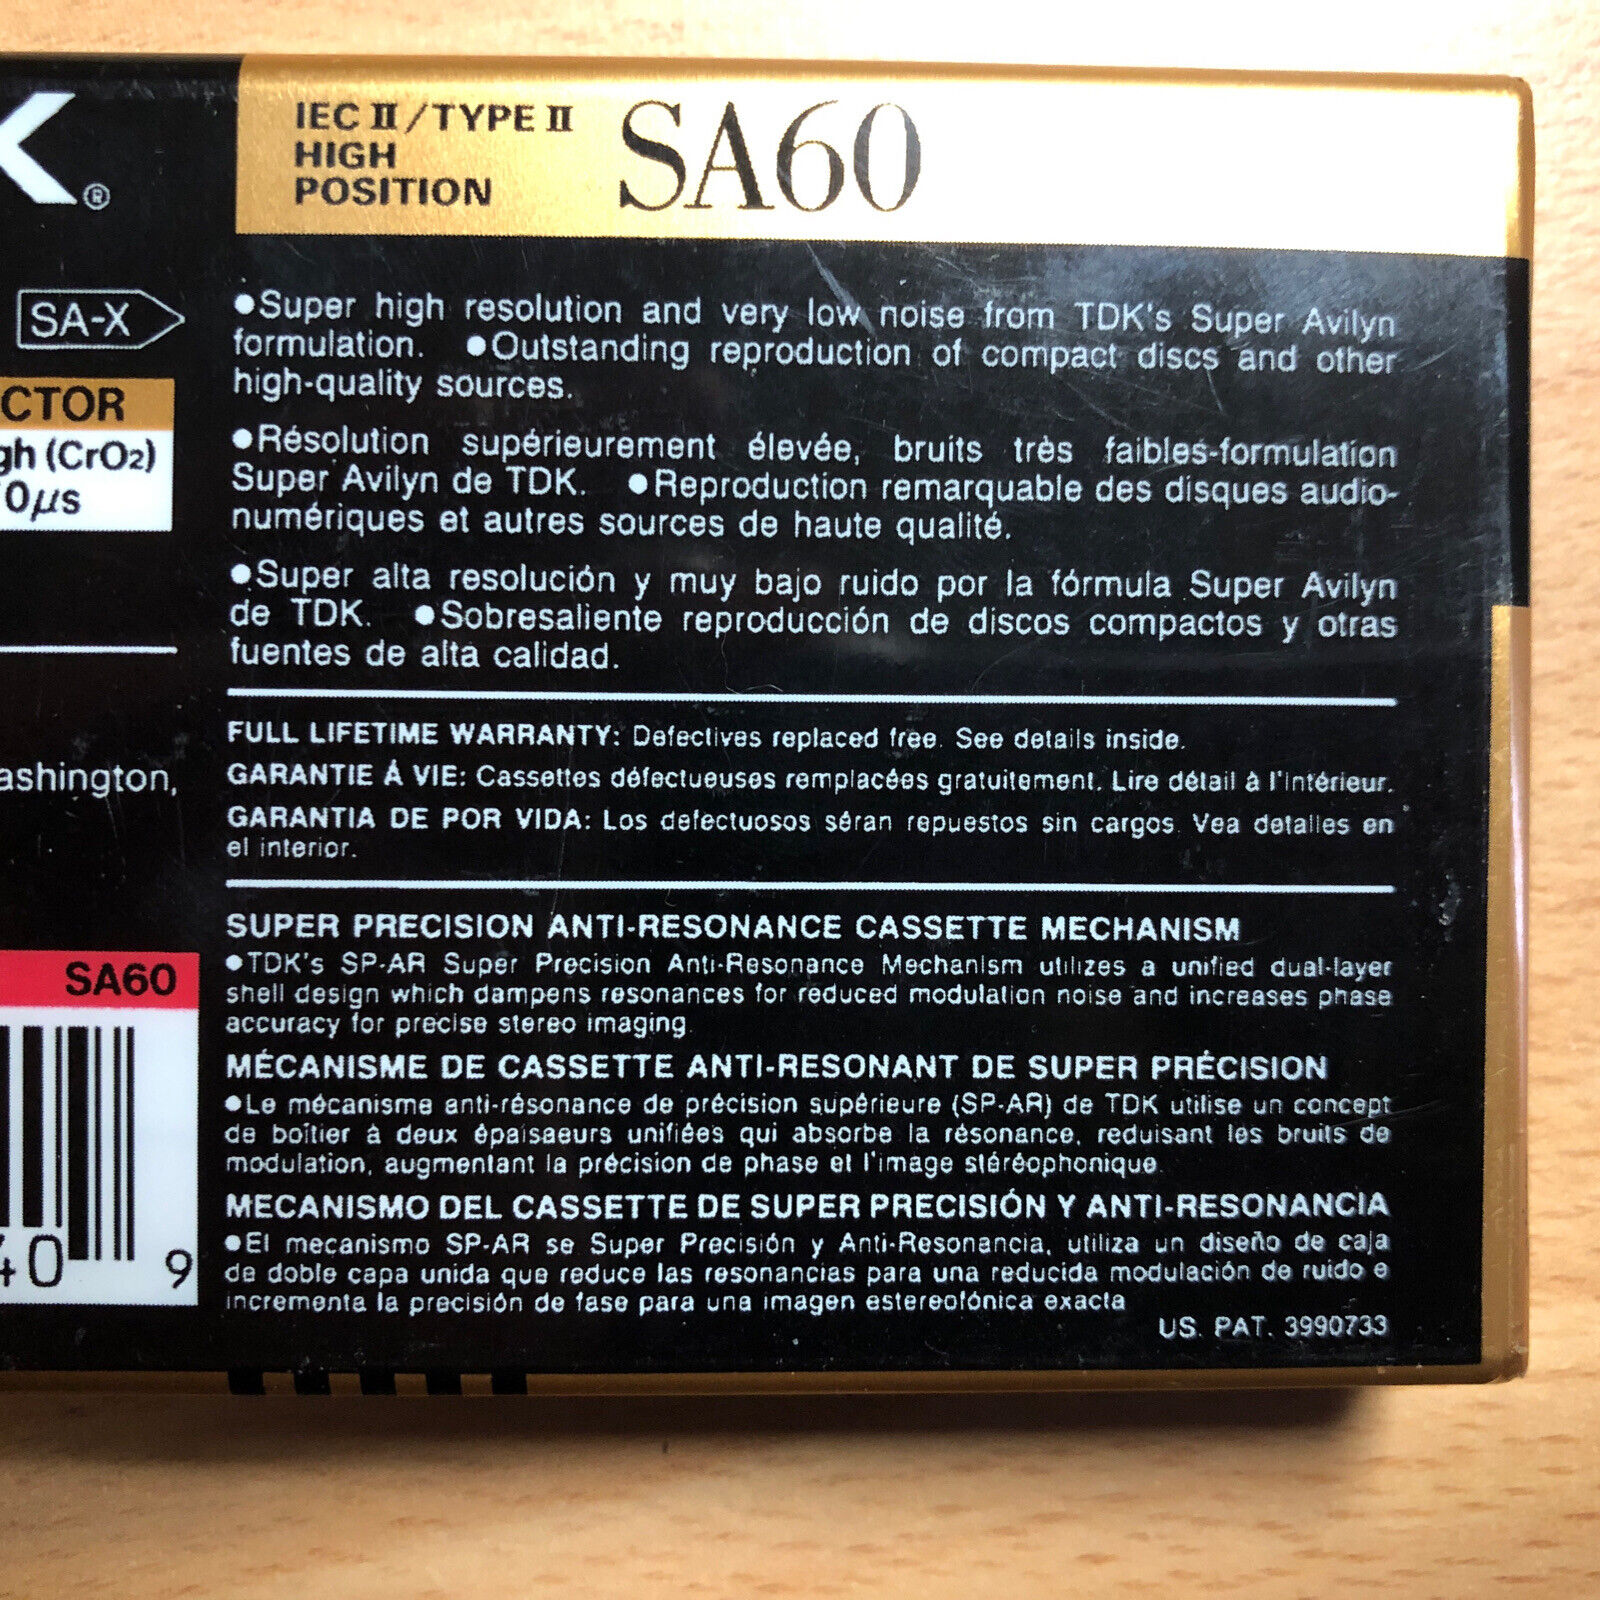 K®
IEC II/TYPE II
HIGH
POSITION
SA60
SA-X
CTOR
gh (CrO2)
0µs
ashington,
SA60
40 9
●Super high resolution and very low noise from TDK's Super Avilyn
formulation. ●Outstanding reproduction of compact discs and other
high-quality sources.
●Résolution supérieurement élevée, bruits très faibles-formulation
Super Avilyn de TDK. ●Reproduction remarquable des disques audio-
numériques et autres sources de haute qualité.
●Super alta resolución y muy bajo ruido por la fórmula Super Avilyn
de TDK. ●Sobresaliente reproducción de discos compactos y otras
fuentes de alta calidad.
FULL LIFETIME WARRANTY: Defectives replaced free. See details inside.
GARANTIE Á VIE: Cassettes défectueuses remplacées gratuitement. Lire détail à l'intérieur.
GARANTIA DE POR VIDA: Los defectuosos séran repuestos sin cargos. Vea detalles en
el interior.
SUPER PRECISION ANTI-RESONANCE CASSETTE MECHANISM
●TDK's SP-AR Super Precision Anti-Resonance Mechanism utilizes a unified dual-layer
shell design which dampens resonances for reduced modulation noise and increases phase
accuracy for precise stereo imaging.
MÉCANISME DE CASSETTE ANTI-RESONANT DE SUPER PRÉCISION
●Le mécanisme anti-résonance de précision supérieure (SP-AR) de TDK utilise un concept
de boîtier à deux épaisaeurs unifiées qui absorbe la résonance, reduisant les bruits de
modulation, augmentant la précision de phase et l'image stéréophonique.
MECANISMO DEL CASSETTE DE SUPER PRECISIÓN Y ANTI-RESONANCIA
●El mecanismo SP-AR se Super Precisión y Anti-Resonancia, utiliza un diseño de caja
de doble capa unida que reduce las resonancias para una reducida modulación de ruido e
incrementa la precisión de fase para una imagen estereofónica exacta
US. PAT. 3990733